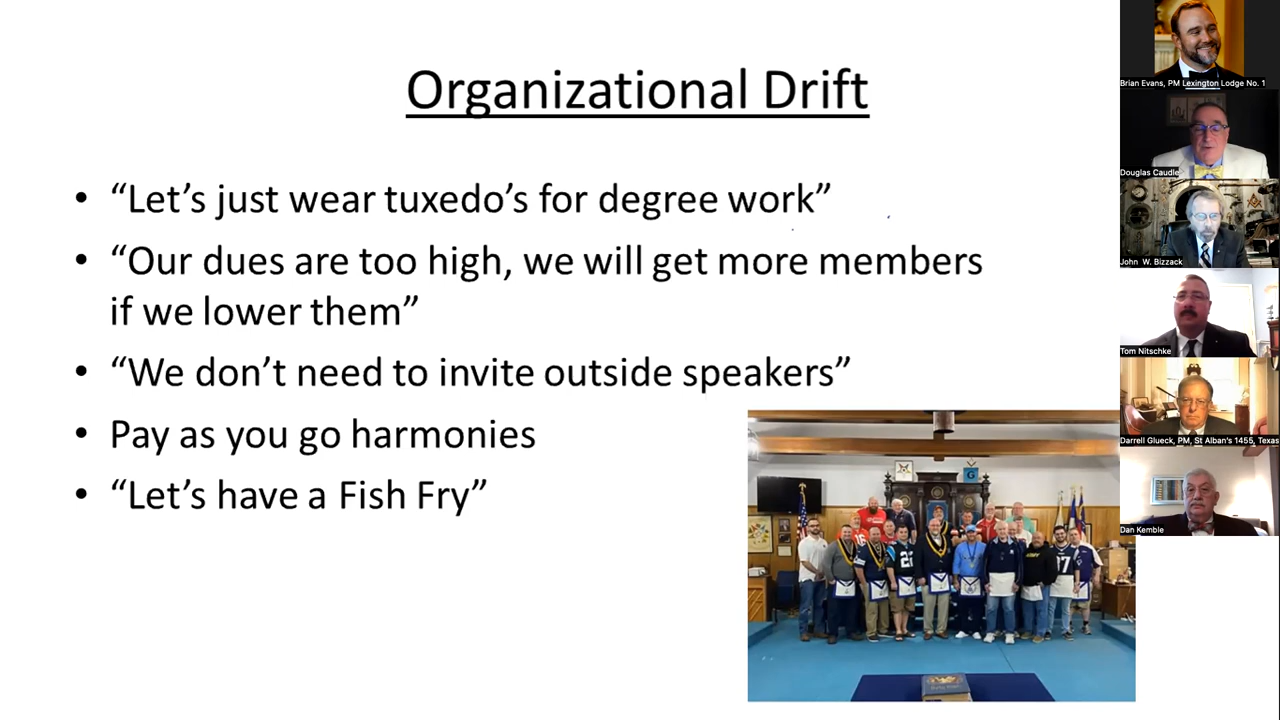 Organizational Drift
• “Let’s just wear tuxedo’s for degree work”
• “Our dues are too high, we will get more members
if we lower them”
• “We don’t need to invite outside speakers”
• Pay as you go harmonies
• “Let’s have a Fish Fry”
G
22
ARMY
37
Brian Evans, PM Lexington Lodge No. 1
Douglas Caudle
John W. Bizzack
Tom Nitschke
Darrell Glueck, PM, St Alban's 1455, Texas
Dan Kemble